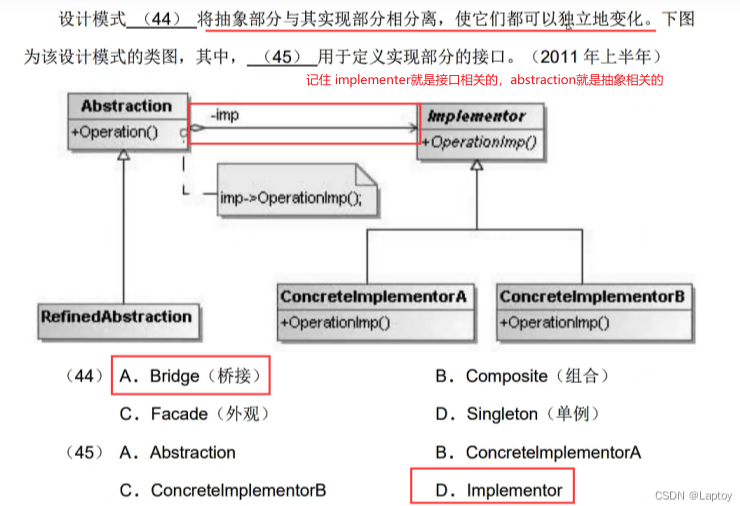 设计模式 （44） 将抽象部分与其实现部分相分离，使它们都可以独立地变化。下图
为该设计模式的类图，其中， （45） 用于定义实现部分的接口。（2011 年上半年）
记住 implementer就是接口相关的，abstraction就是抽象相关的
Abstraction
+Operation()
-imp
Implementor
+OperationImp()
imp->OperationImp();
RefinedAbstraction
ConcreteImplementorA
+OperationImp()
ConcreteImplementorB
+OperationImp()
（44） A．Bridge（桥接） B．Composite（组合）
C．Facade（外观） D．Singleton（单例）
（45） A．Abstraction B．ConcreteImplementorA
C．ConcreteImplementorB D．Implementor
CSDN @Laptoy